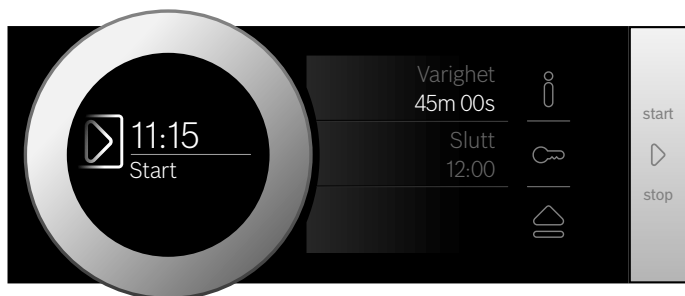 11:15
Start
Varighet
45m 00s
Slutt
12:00
start
stop